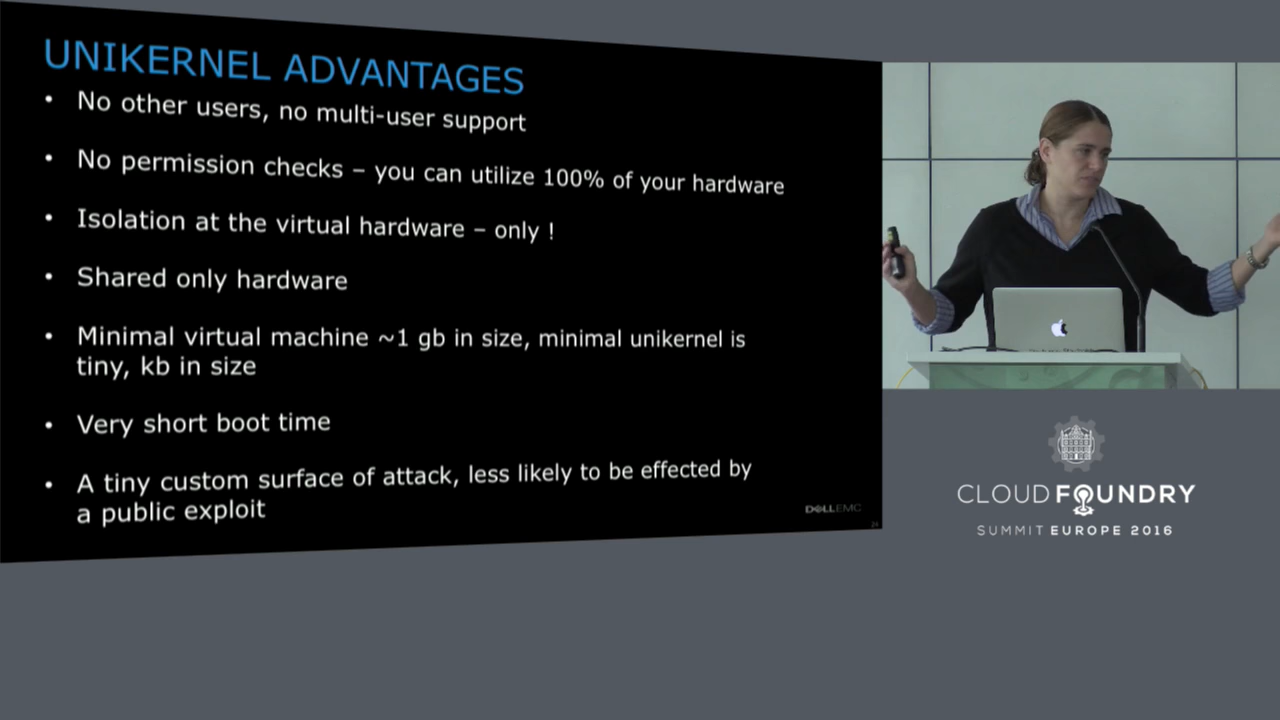 UNIKERNEL ADVANTAGES
• No other users, no multi-user support
• No permission checks – you can utilize 100% of your hardware
• Isolation at the virtual hardware – only !
• Shared only hardware
• Minimal virtual machine ~1 gb in size, minimal unikernel is
tiny, kb in size
• Very short boot time
• A tiny custom surface of attack, less likely to be effected by
a public exploit
DELLEMC
24
CLOUD FOUNDRY
SUMMIT EUROPE 2016